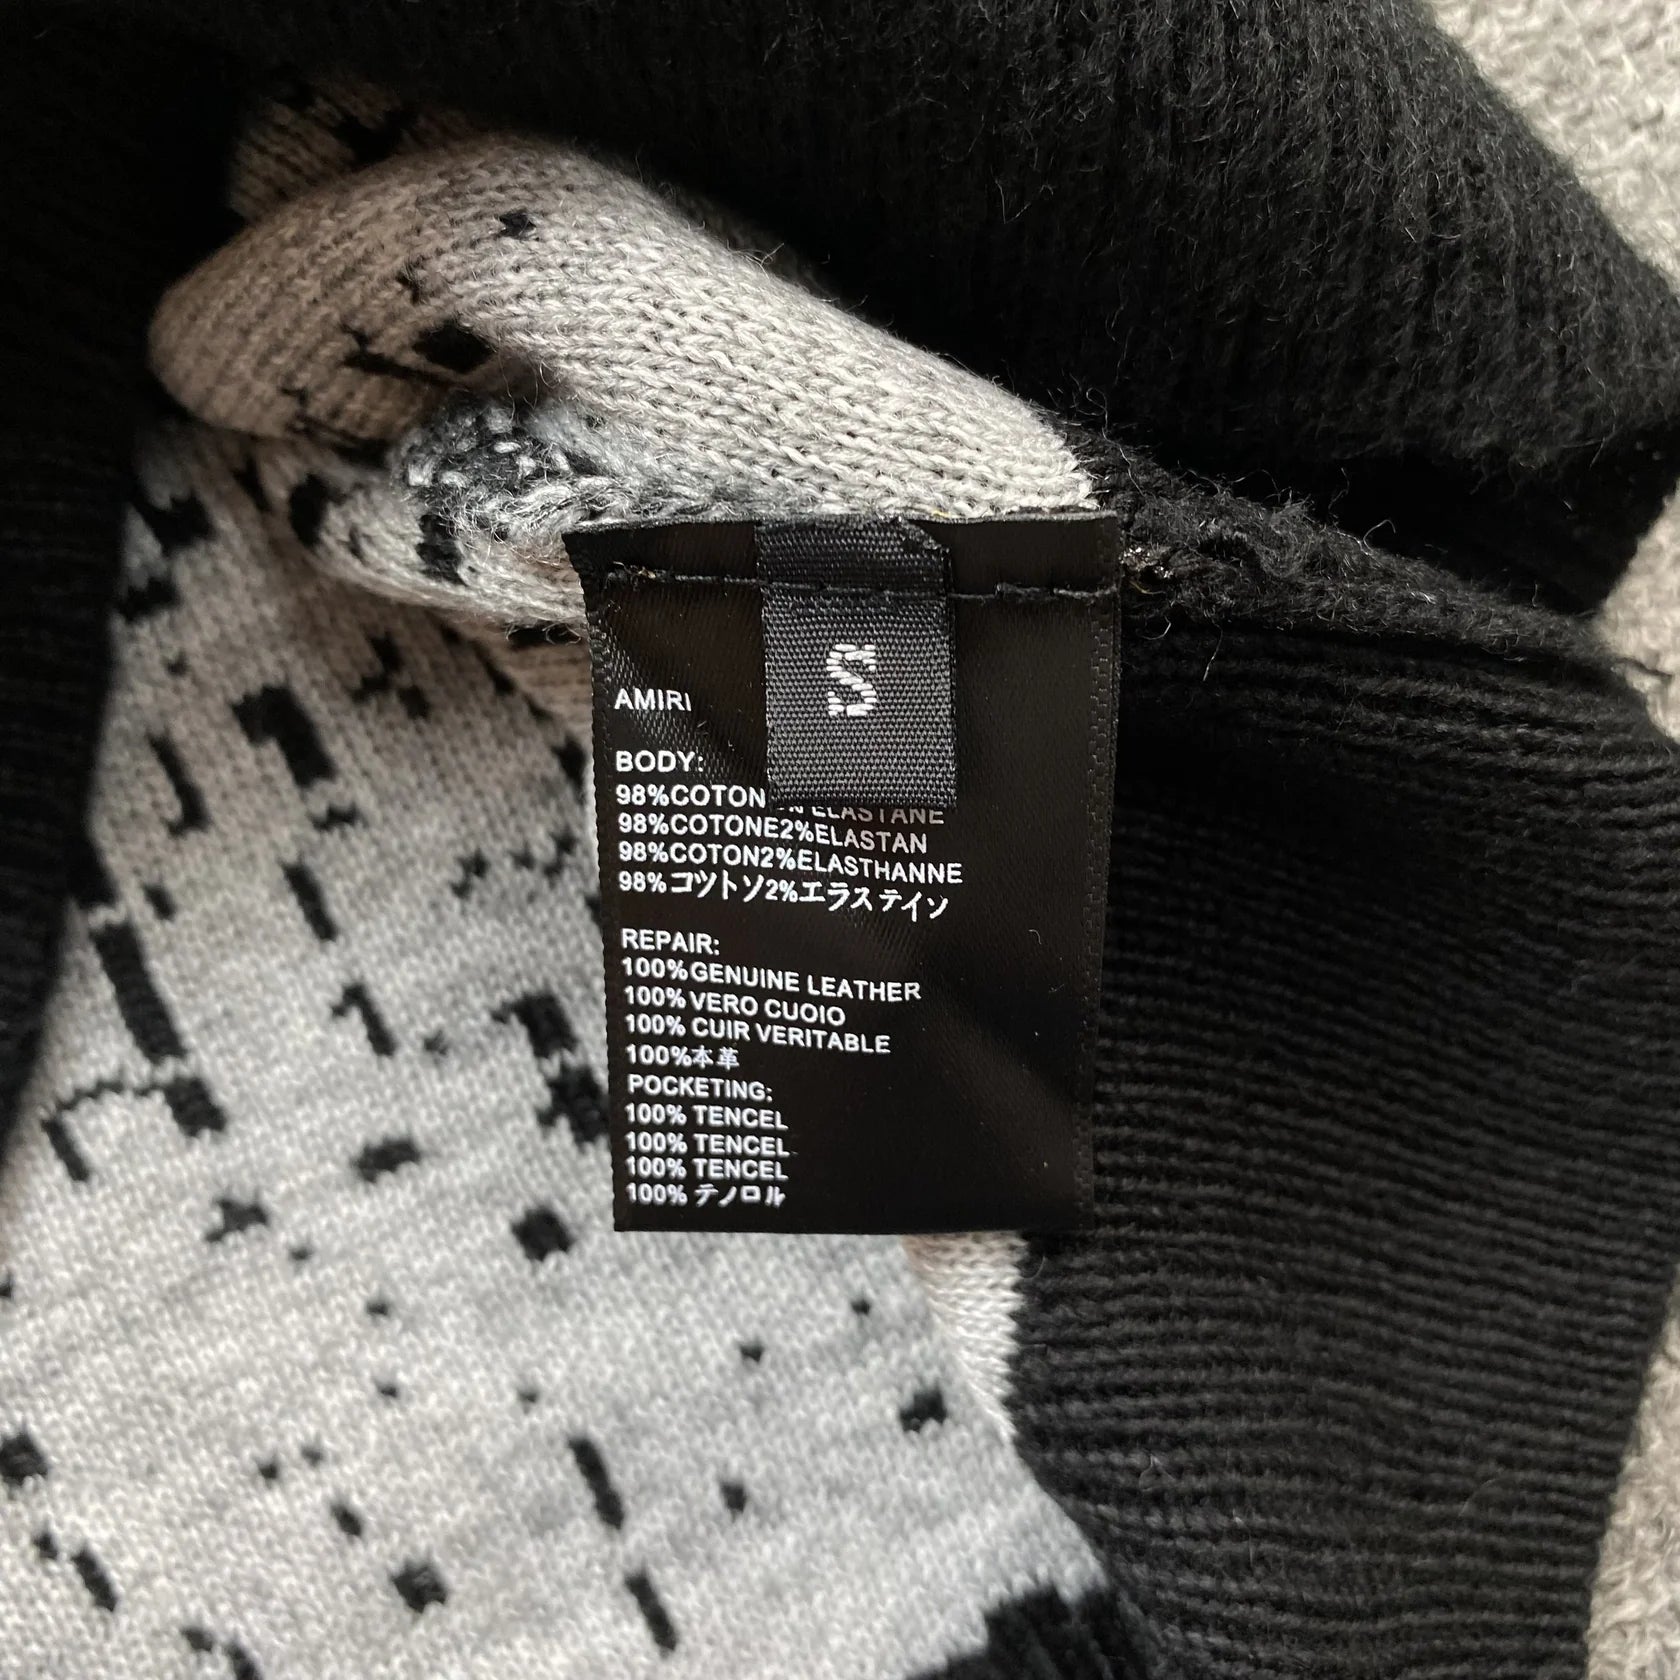 S
AMIRI
BODY:
98%COTON ELASTANE
98%COTONE2%ELASTAN
98%COTON2%ELASTHANNE
98%コツトソ2%エラステイソ
REPAIR:
100%GENUINE LEATHER
100%VERO CUOIO
100% CUIR VERITABLE
100%本革
POCKETING:
100% TENCEL
100% TENCEL
100% TENCEL
100% テノロル